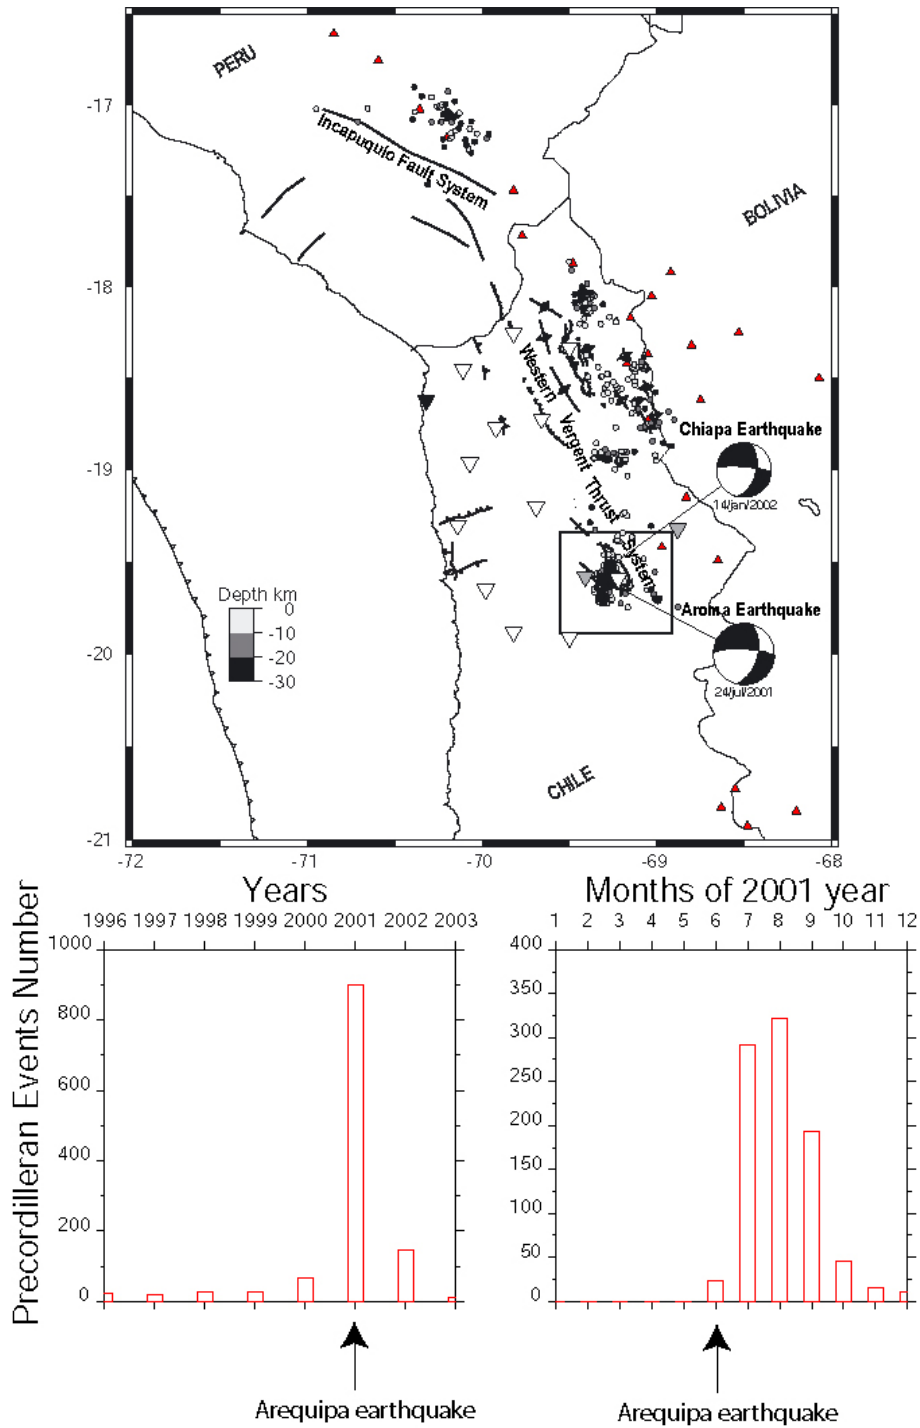 PERU
-17
Incapuquio Fault System
BOLIVIA
-18
Western Vergent Thrust System
Chiapa Earthquake
-19
14/jan/2002
Depth km
0
-10
-20
-30
Aroma Earthquake
-20
24/jul/2001
CHILE
-21
-72 -71 -70 -69 -68
Years
1996 1997 1998 1999 2000 2001 2002 2003
Precordilleran Events Number
1000
800
600
400
200
0
Arequipa earthquake
Months of 2001 year
1 2 3 4 5 6 7 8 9 10 11 12
400
350
300
250
200
150
100
50
0
Arequipa earthquake